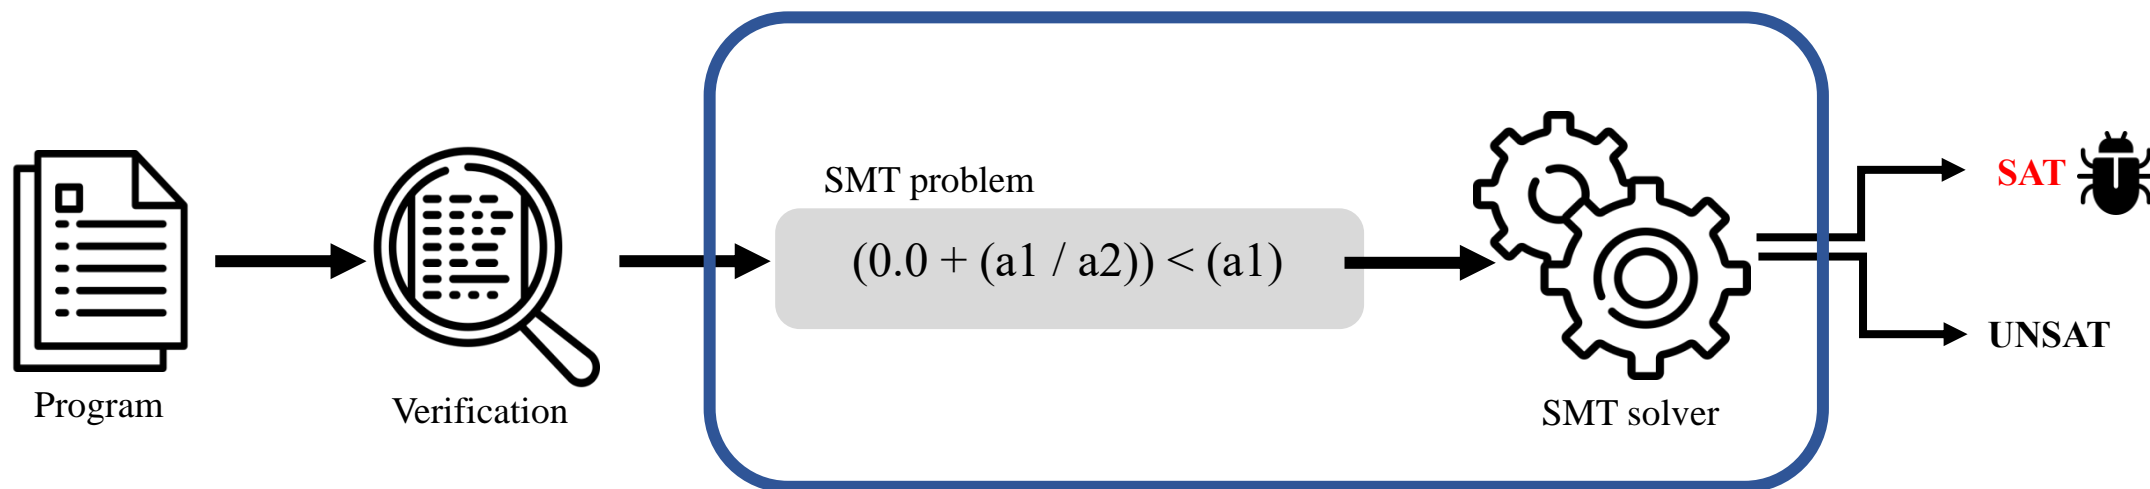 Program
Verification
SMT problem
(0.0 + (a1 / a2)) < (a1)
SMT solver
SAT
UNSAT